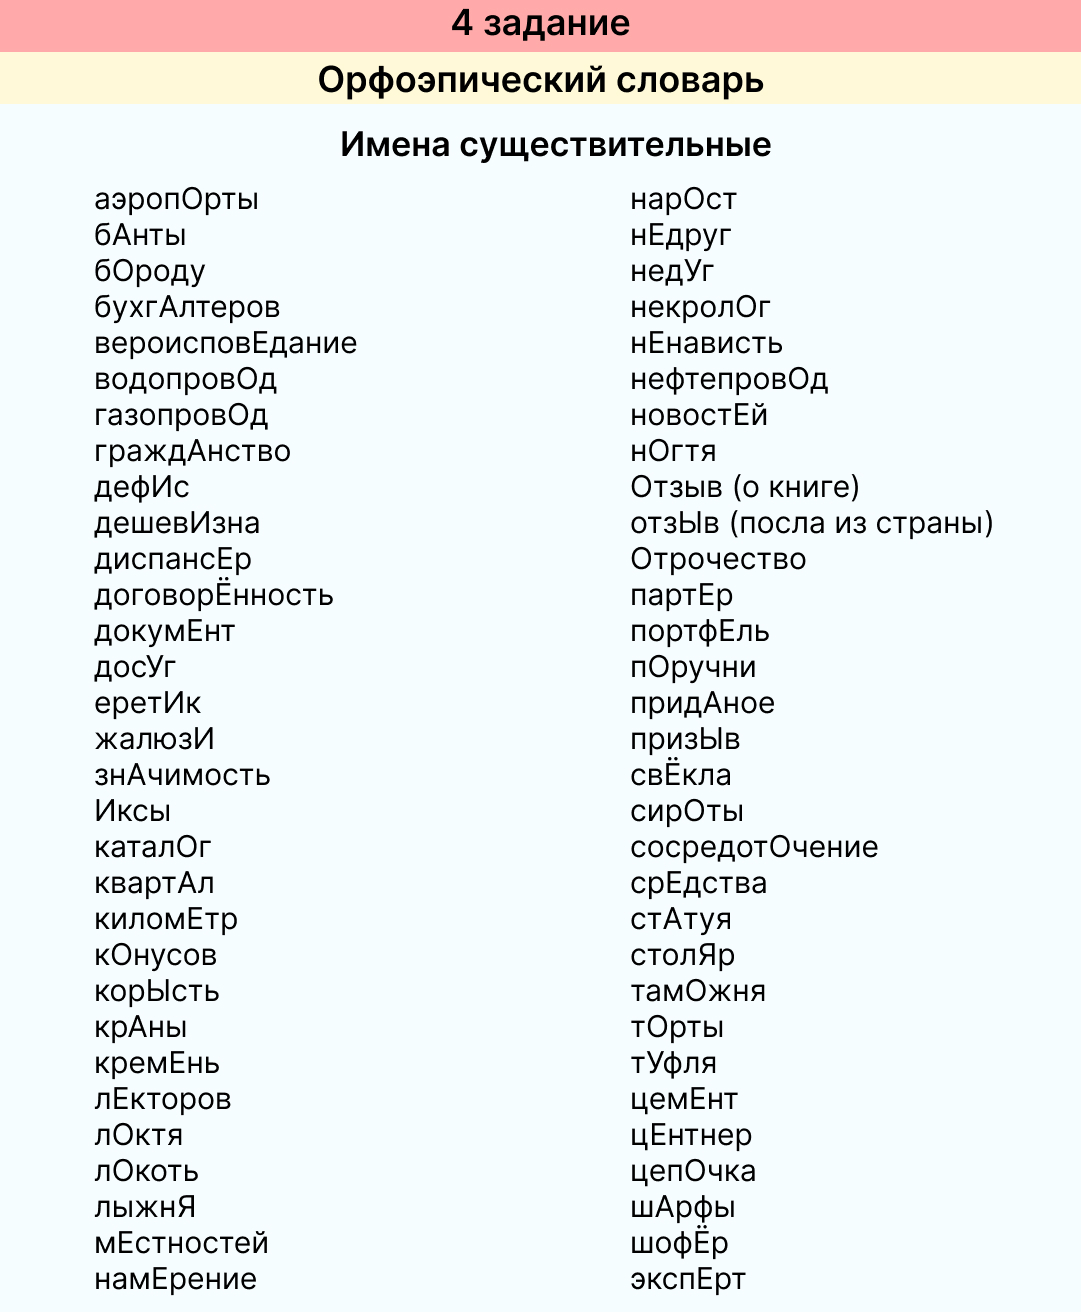 4 задание
Орфоэпический словарь
Имена существительные
аэропОрты
бАнты
бОроду
бухгАлтеров
вероисповЕдание
водопровОд
газопровОд
граждАнство
дефИс
дешевИзна
диспансЕр
договорЁнность
докумЕнт
досУг
еретИк
жалюзИ
знАчимость
Иксы
каталОг
квартАл
киломЕтр
кОнусов
корЫсть
крАны
кремЕнь
лЕкторов
лОктя
лОкоть
лыжнЯ
мЕстностей
намЕрение
нарОст
нЕдруг
недУг
некролОг
нЕнависть
нефтепровОд
новостЕй
нОгтя
Отзыв (о книге)
отзЫв (посла из страны)
Отрочество
партЕр
портфЕль
пОручни
придАное
призЫв
свЁкла
сирОты
сосредотОчение
срЕдства
стАтуя
столЯр
тамОжня
тОрты
тУфля
цемЕнт
цЕнтнер
цепОчка
шАрфы
шофЁр
экспЕрт